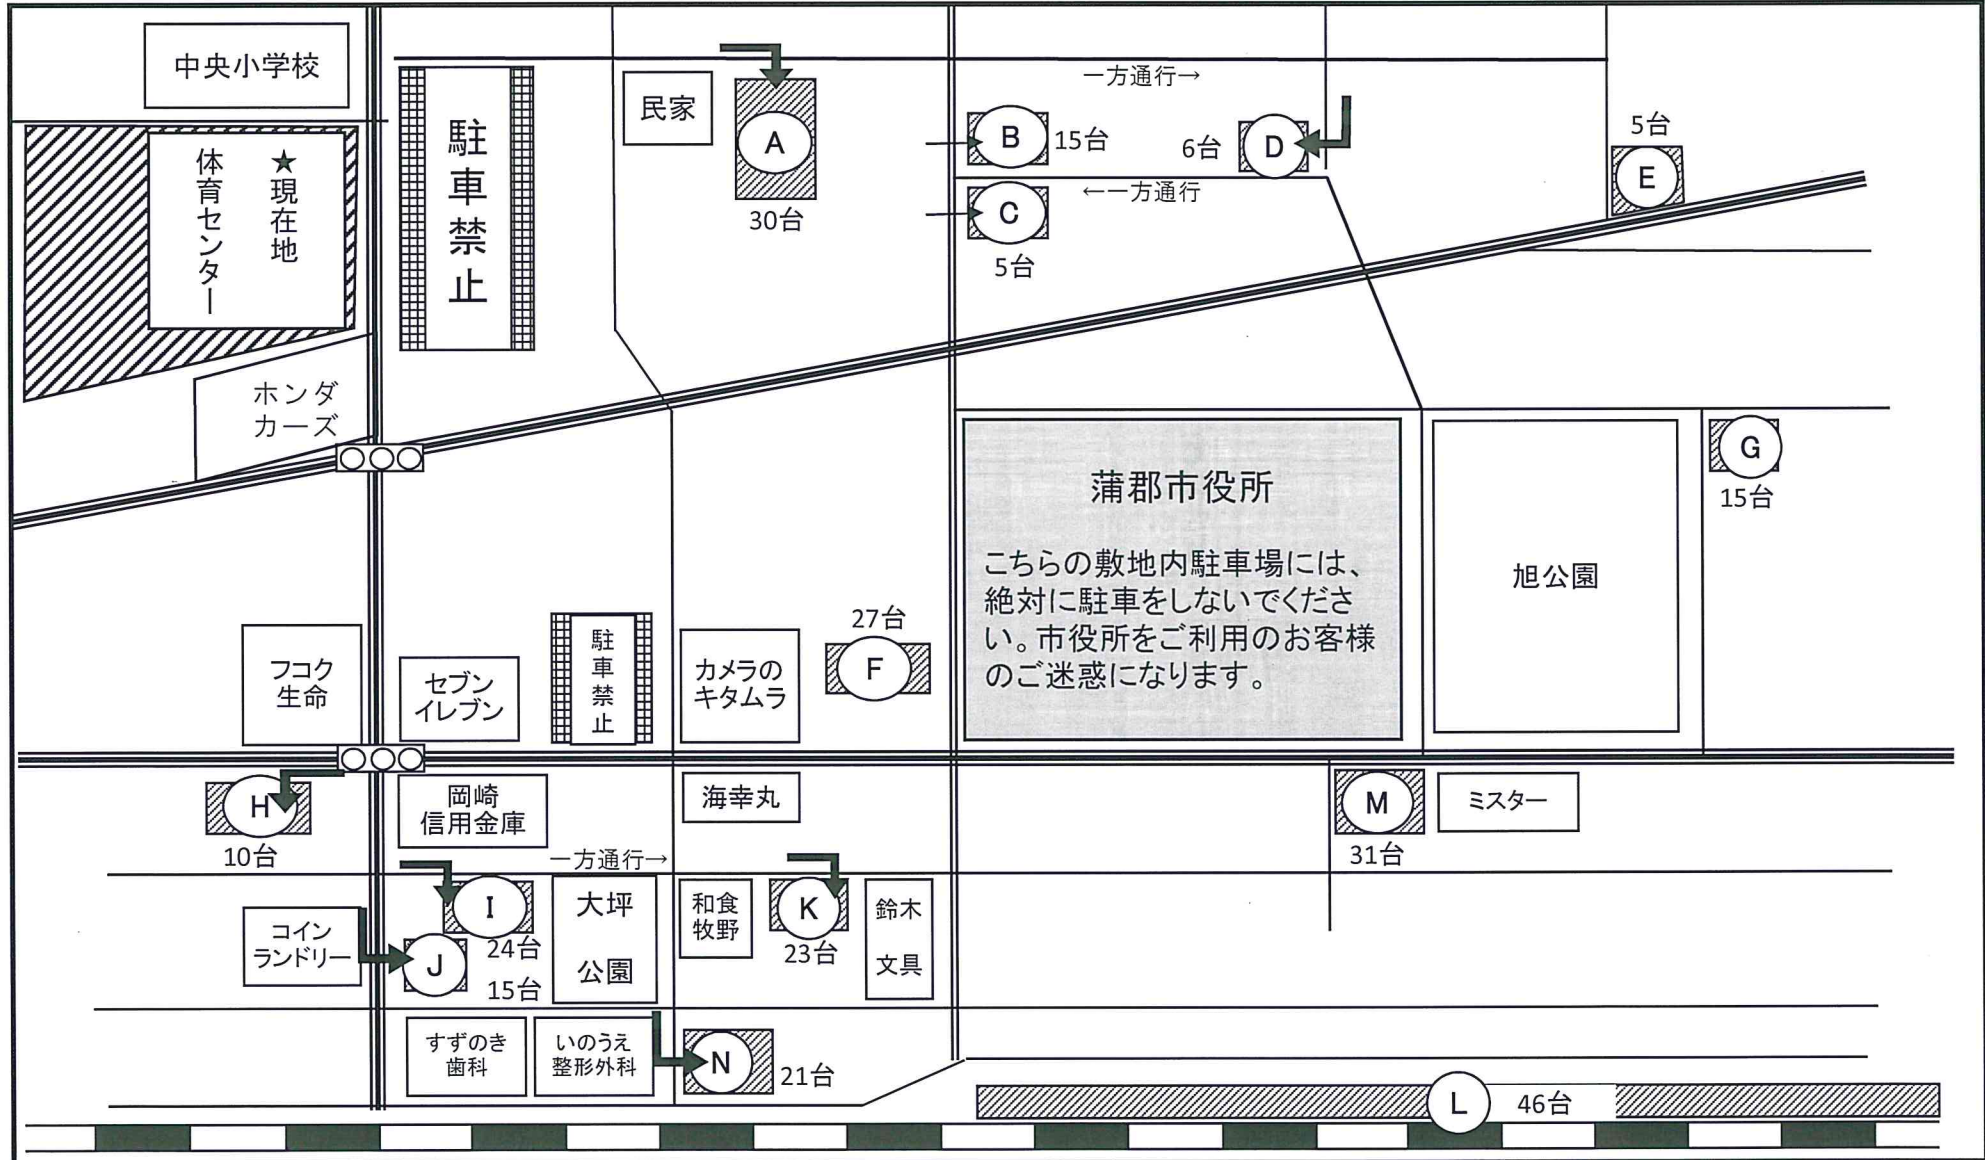 中央小学校
★現在地
体育センター
駐車禁止
民家
A
30台
一方通行→
B
15台
6台
D
5台
E
←一方通行
C
5台
ホンダ
カーズ
蒲郡市役所
こちらの敷地内駐車場には、
絶対に駐車をしないでくださ
い。市役所をご利用のお客様
のご迷惑になります。
旭公園
G
15台
フコク
生命
セブン
イレブン
駐車禁止
カメラの
キタムラ
27台
F
H
10台
岡崎
信用金庫
海幸丸
M
31台
ミスター
一方通行→
コイン
ランドリー
I
24台
J
15台
大坪
公園
和食
牧野
K
23台
鈴木
文具
すずのき
歯科
いのうえ
整形外科
N
21台
L
46台